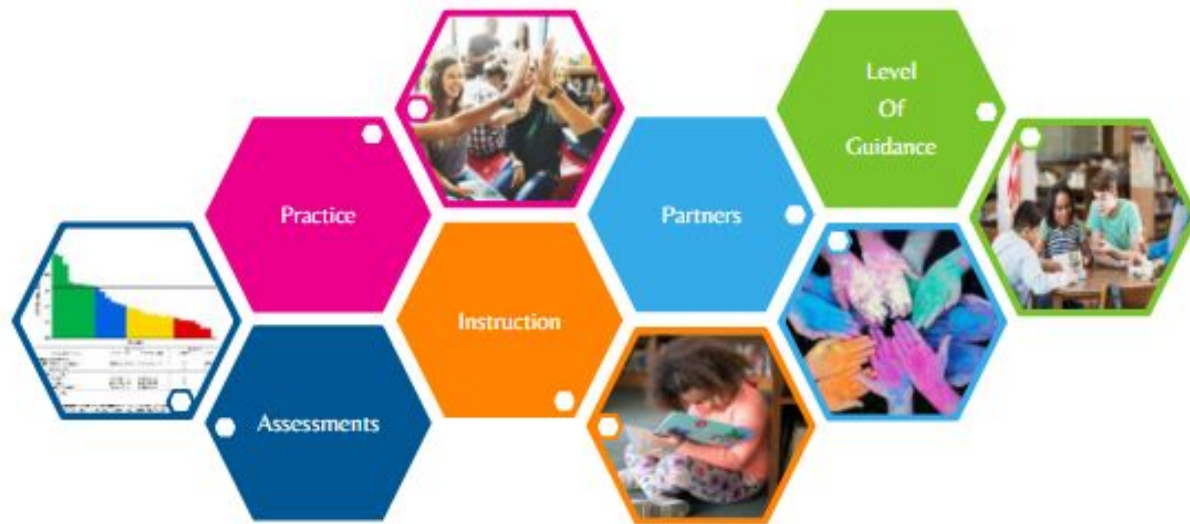 Level
Of
Guidance
Practice
Partners
Instruction
Assessments